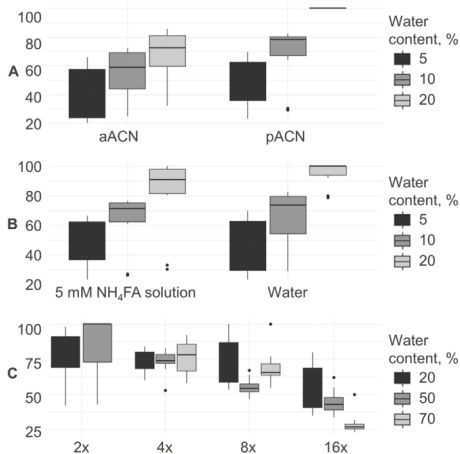 100
80
60
40
20
A
aACN pACN
Water
content, %
5
10
20
100
80
60
40
20
B
5 mM NH₄FA solution Water
Water
content, %
5
10
20
100
75
50
25
C
2x 4x 8x 16x
Water
content, %
20
50
70